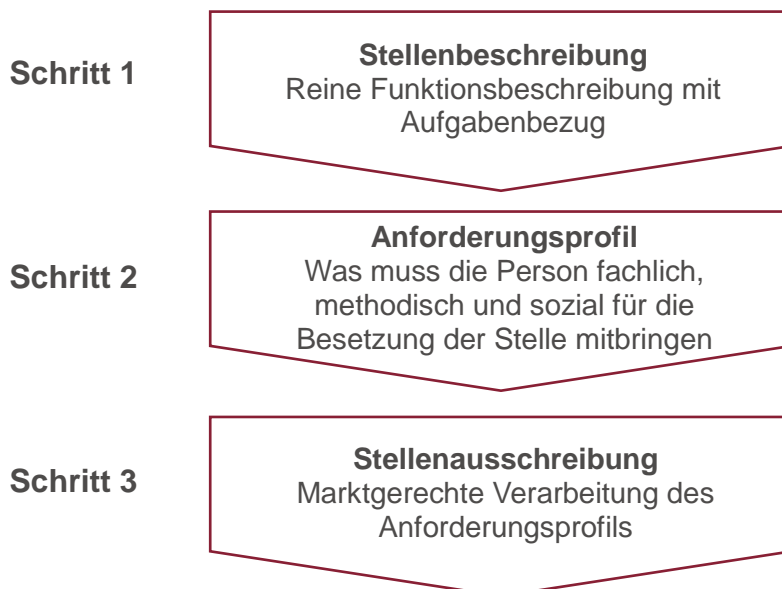 Schritt 1
Stellenbeschreibung
Reine Funktionsbeschreibung mit
Aufgabenbezug
Schritt 2
Anforderungsprofil
Was muss die Person fachlich,
methodisch und sozial für die
Besetzung der Stelle mitbringen
Schritt 3
Stellenausschreibung
Marktgerechte Verarbeitung des
Anforderungsprofils